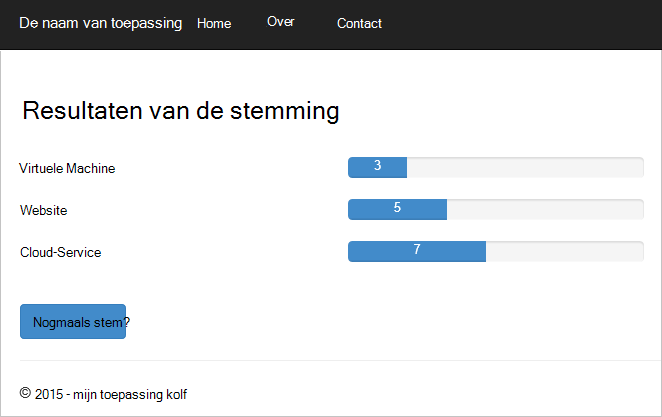 De naam van toepassing Home Over Contact
Resultaten van de stemming
Virtuele Machine 3
Website 5
Cloud-Service 7
Nogmaals stem?
© 2015 - mijn toepassing kolf